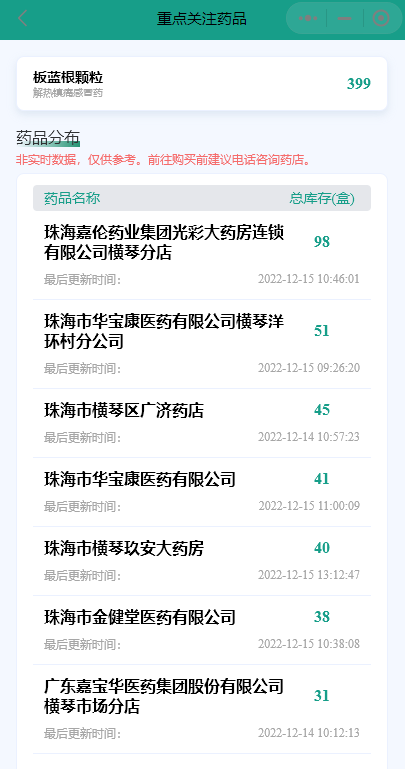 重点关注药品
板蓝根颗粒
解热镇痛感冒药
399
药品分布
非实时数据，仅供参考。前往购买前建议电话咨询药店。
药品名称 总库存(盒)
珠海嘉伦药业集团光彩大药房连锁
有限公司横琴分店
98
最后更新时间： 2022-12-15 10:46:01
珠海市华宝康医药有限公司横琴洋
环村分公司
51
最后更新时间： 2022-12-15 09:26:20
珠海市横琴区广济药店 45
最后更新时间： 2022-12-14 10:57:23
珠海市华宝康医药有限公司 41
最后更新时间： 2022-12-15 11:00:09
珠海市横琴玖安大药房 40
最后更新时间： 2022-12-15 13:12:47
珠海市金健堂医药有限公司 38
最后更新时间： 2022-12-15 10:38:08
广东嘉宝华医药集团股份有限公司
横琴市场分店
31
最后更新时间： 2022-12-14 10:12:13